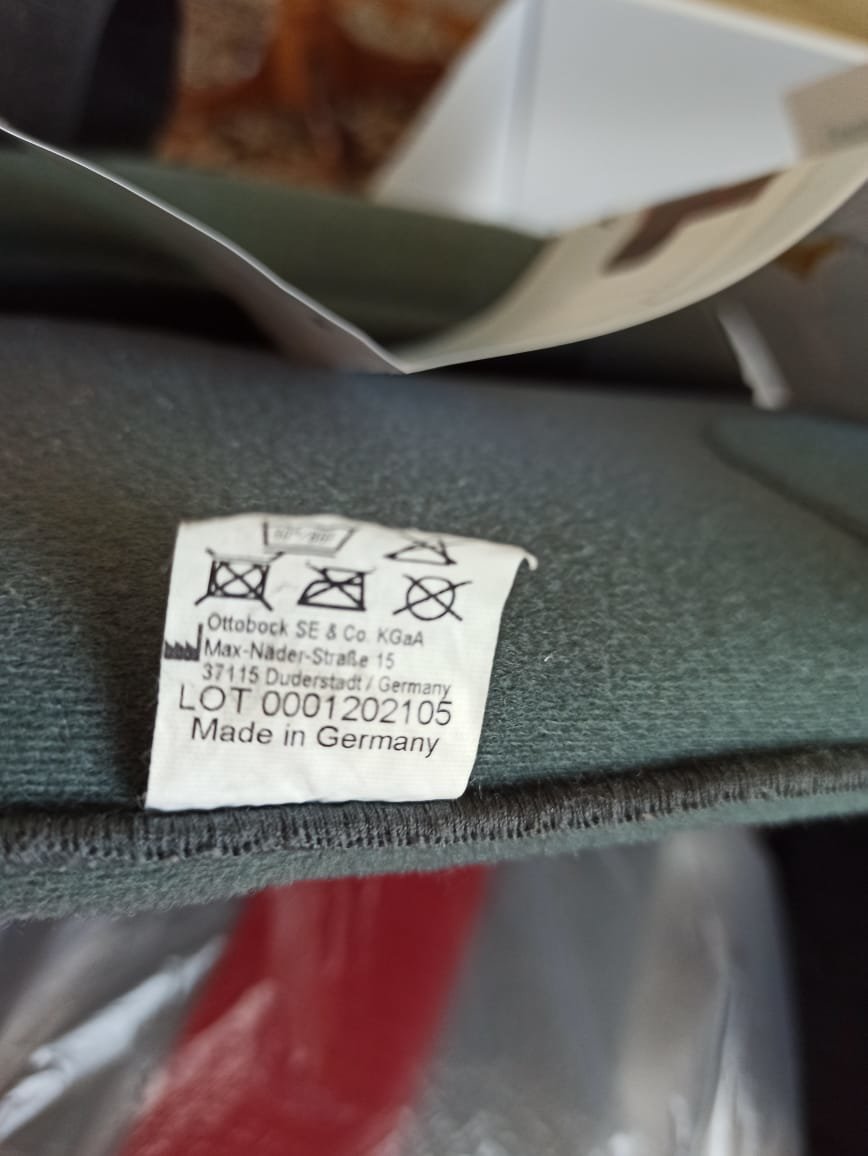 Ottobock SE & Co. KGaA
Max-Näder-Straße 15
37115 Duderstadt / Germany
LOT 0001202105
Made in Germany